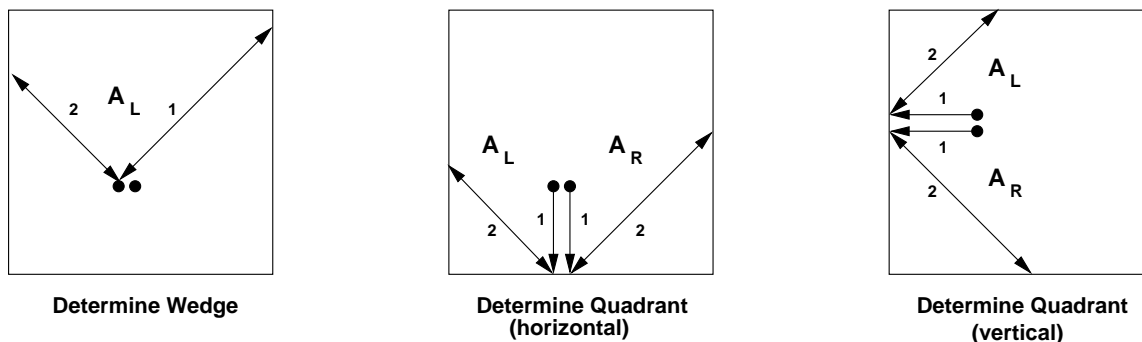 A L
2
1
Determine Wedge
A L
A R
1
1
2
2
Determine Quadrant
(horizontal)
2
A L
1
1
A R
2
Determine Quadrant
(vertical)